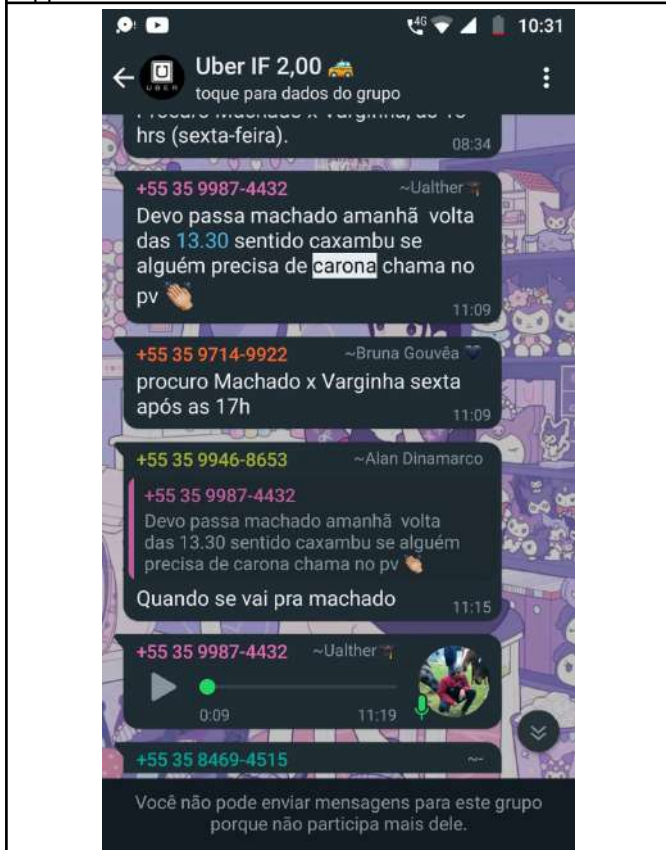 4G 10:31
Uber IF 2,00 🚕
UBER
toque para dados do grupo
Procuro Machado x Varginha, às
hrs (sexta-feira). 08:34
+55 35 9987-4432 ~Ualther
Devo passa machado amanhã volta
das 13.30 sentido caxambu se
alguém precisa de carona chama no
pv 👏🏼 11:09
+55 35 9714-9922 ~Bruna Gouvêa 🖤
procuro Machado x Varginha sexta
após as 17h 11:09
+55 35 9946-8653 ~Alan Dinamarco
+55 35 9987-4432
Devo passa machado amanhã volta
das 13.30 sentido caxambu se alguém
precisa de carona chama no pv 👏🏼
Quando se vai pra machado 11:15
+55 35 9987-4432 ~Ualther
0:09 11:19
+55 35 8469-4515 ~-
Você não pode enviar mensagens para este grupo
porque não participa mais dele.